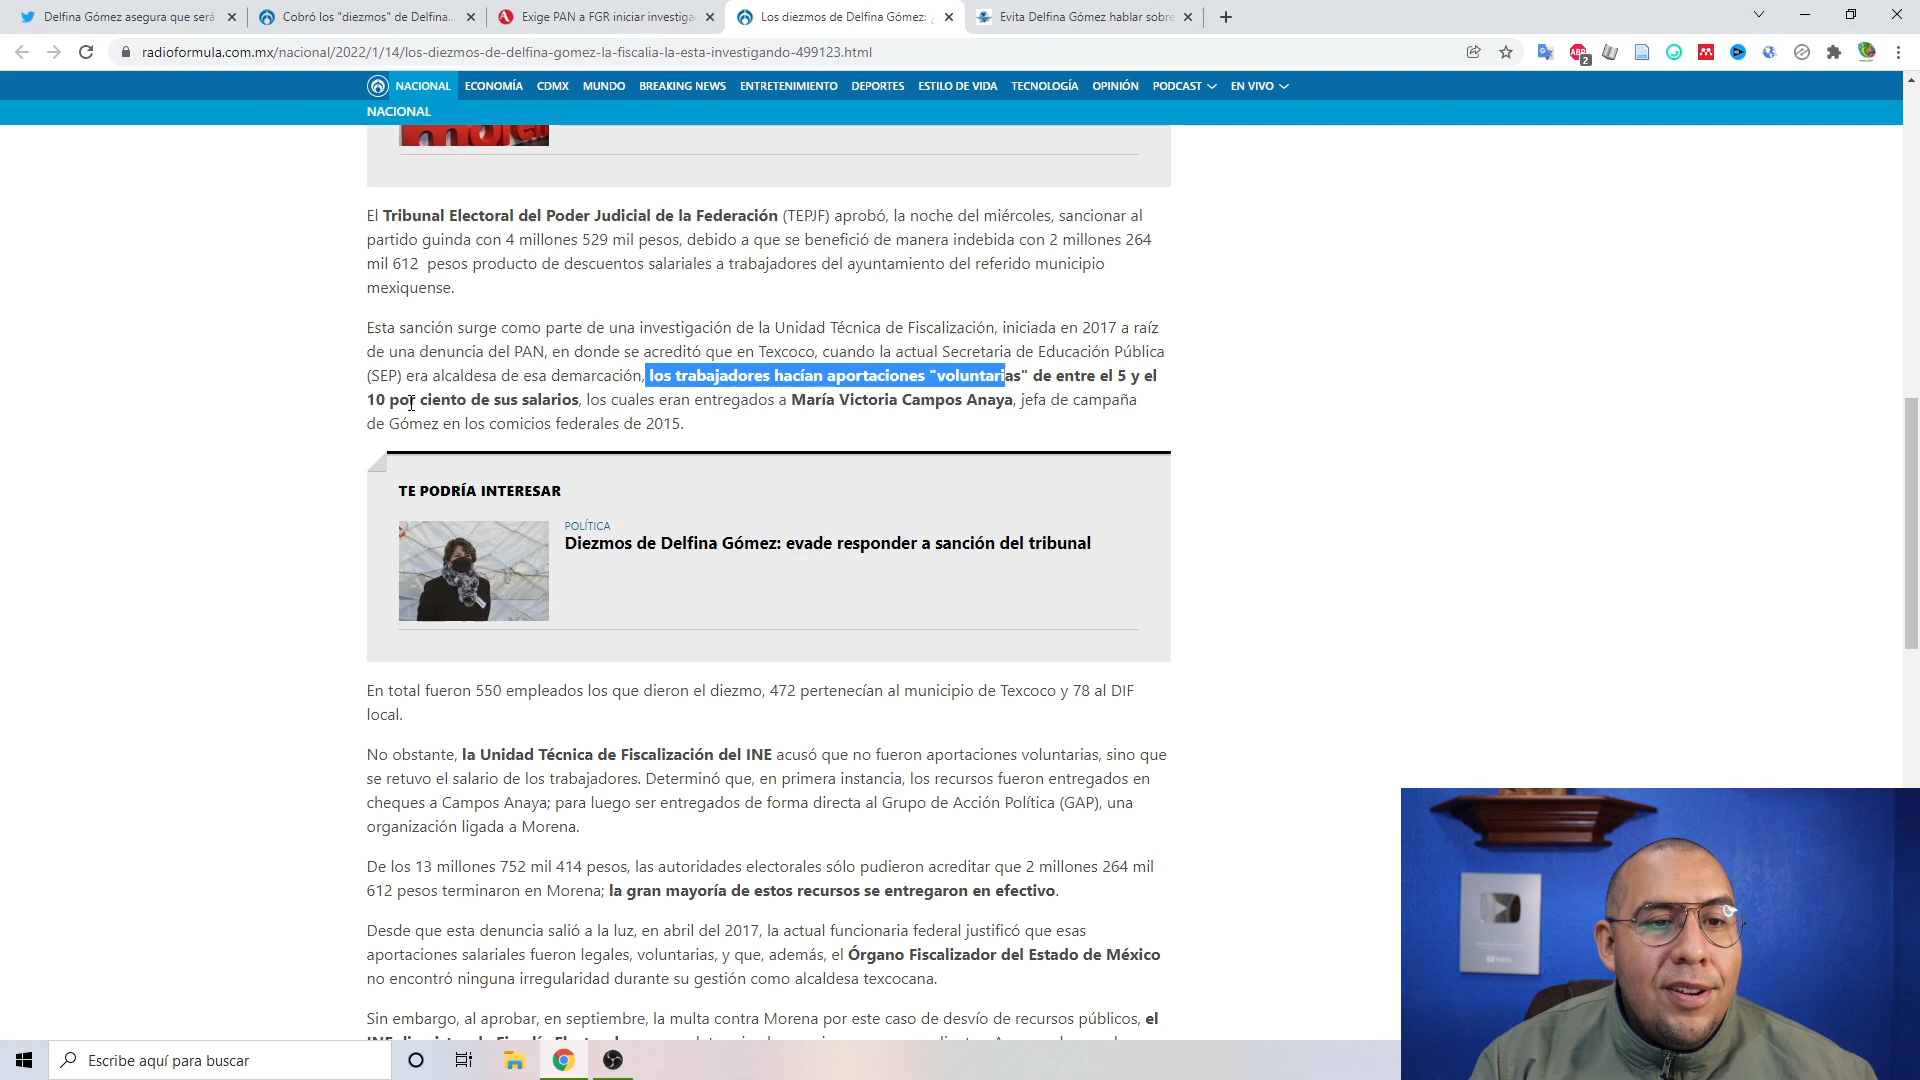 Delfina Gómez asegura que será
Cobró los "diezmos" de Delfina...
Exige PAN a FGR iniciar investiga
Los diezmos de Delfina Gómez: ¿
Evita Delfina Gómez hablar sobre
radioformula.com.mx/nacional/2022/1/14/los-diezmos-de-delfina-gomez-la-fiscalia-la-esta-investigando-499123.html
ABP
2
NACIONAL ECONOMÍA CDMX MUNDO BREAKING NEWS ENTRETENIMIENTO DEPORTES ESTILO DE VIDA TECNOLOGÍA OPINIÓN PODCAST EN VIVO
NACIONAL
El Tribunal Electoral del Poder Judicial de la Federación (TEPJF) aprobó, la noche del miércoles, sancionar al
partido guinda con 4 millones 529 mil pesos, debido a que se benefició de manera indebida con 2 millones 264
mil 612 pesos producto de descuentos salariales a trabajadores del ayuntamiento del referido municipio
mexiquense.
Esta sanción surge como parte de una investigación de la Unidad Técnica de Fiscalización, iniciada en 2017 a raíz
de una denuncia del PAN, en donde se acreditó que en Texcoco, cuando la actual Secretaria de Educación Pública
(SEP) era alcaldesa de esa demarcación, los trabajadores hacían aportaciones "voluntarias" de entre el 5 y el
10 por ciento de sus salarios, los cuales eran entregados a María Victoria Campos Anaya, jefa de campaña
de Gómez en los comicios federales de 2015.
TE PODRÍA INTERESAR
POLÍTICA
Diezmos de Delfina Gómez: evade responder a sanción del tribunal
En total fueron 550 empleados los que dieron el diezmo, 472 pertenecían al municipio de Texcoco y 78 al DIF
local.
No obstante, la Unidad Técnica de Fiscalización del INE acusó que no fueron aportaciones voluntarias, sino que
se retuvo el salario de los trabajadores. Determinó que, en primera instancia, los recursos fueron entregados en
cheques a Campos Anaya; para luego ser entregados de forma directa al Grupo de Acción Política (GAP), una
organización ligada a Morena.
De los 13 millones 752 mil 414 pesos, las autoridades electorales sólo pudieron acreditar que 2 millones 264 mil
612 pesos terminaron en Morena; la gran mayoría de estos recursos se entregaron en efectivo.
Desde que esta denuncia salió a la luz, en abril del 2017, la actual funcionaria federal justificó que esas
aportaciones salariales fueron legales, voluntarias, y que, además, el Órgano Fiscalizador del Estado de México
no encontró ninguna irregularidad durante su gestión como alcaldesa texcocana.
Sin embargo, al aprobar, en septiembre, la multa contra Morena por este caso de desvío de recursos públicos, el
Escribe aquí para buscar